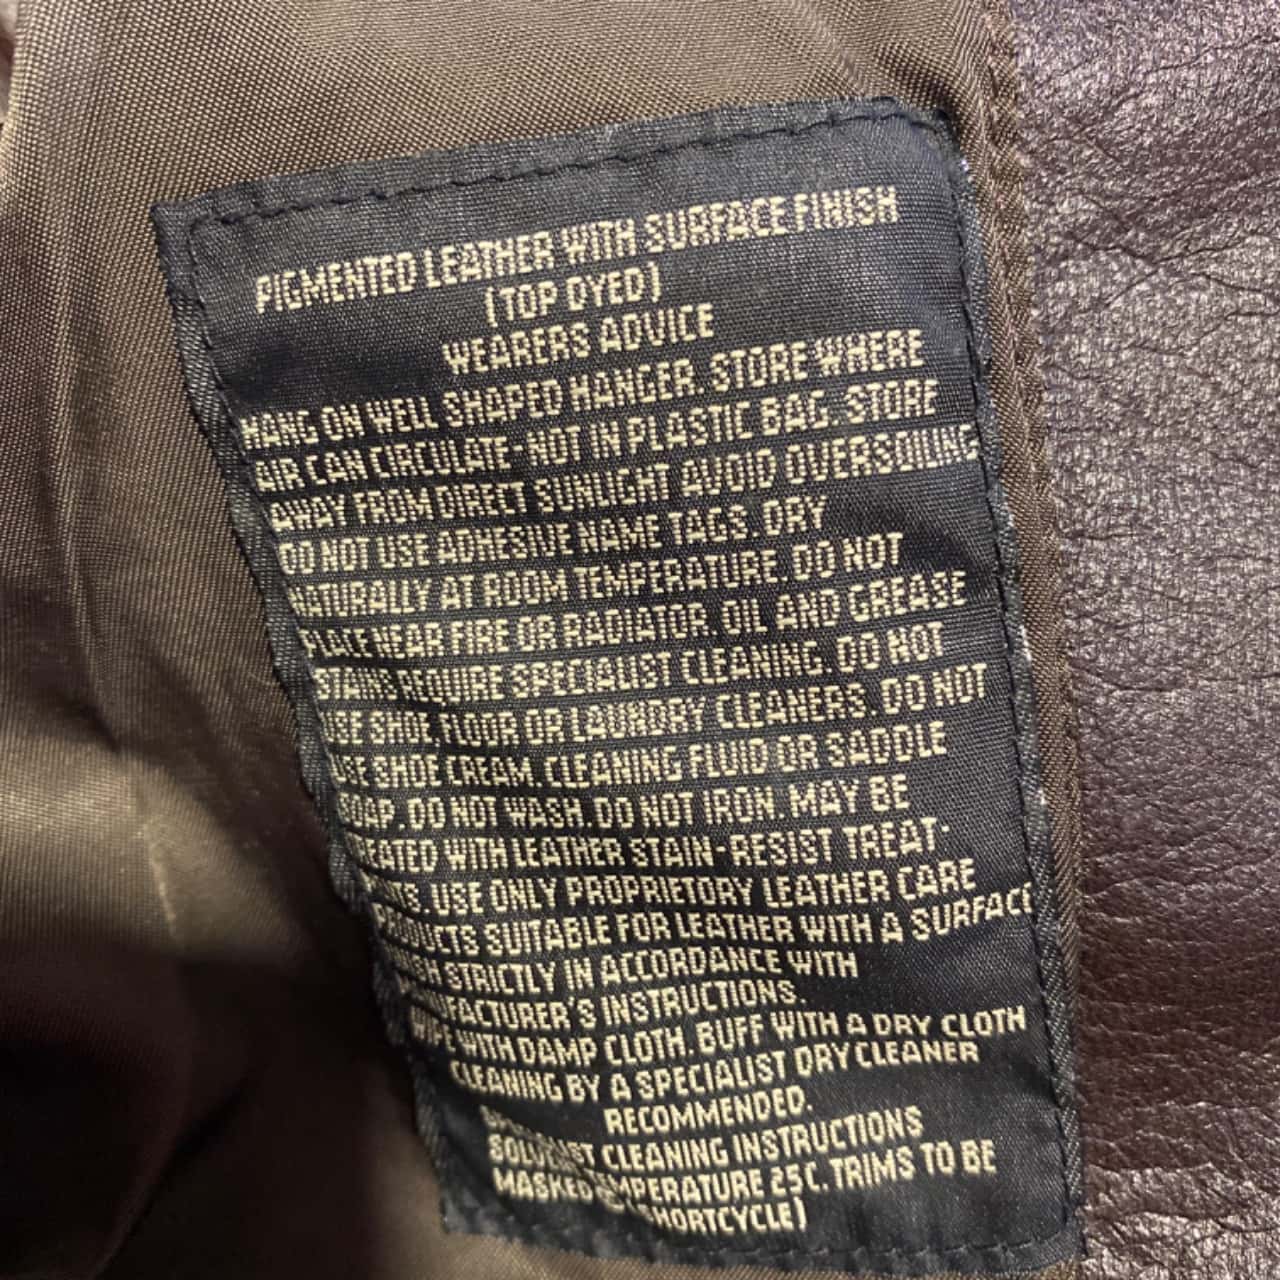 PIGMENTED LEATHER WITH SURFACE FINISH
(TOP DYED)
WEARERS ADVICE
HANG ON WELL SHAPED HANGER. STORE WHERE
AIR CAN CIRCULATE-NOT IN PLASTIC BAG. STORE
AWAY FROM DIRECT SUNLIGHT AVOID OVERSOILING
DO NOT USE ADHESIVE NAME TAGS. DRY
NATURALLY AT ROOM TEMPERATURE. DO NOT
PLACE NEAR FIRE OR RADIATOR. OIL AND GREASE
STAINS REQUIRE SPECIALIST CLEANING. DO NOT
USE SHOE, FLOOR OR LAUNDRY CLEANERS. DO NOT
USE SHOE CREAM, CLEANING FLUID OR SADDLE
SOAP. DO NOT WASH. DO NOT IRON. MAY BE
TREATED WITH LEATHER STAIN-RESIST TREAT-
USE ONLY PROPRIETORY LEATHER CARE
PRODUCTS SUITABLE FOR LEATHER WITH A SURFACE
STRICTLY IN ACCORDANCE WITH
MANUFACTURER'S INSTRUCTIONS.
WIPE WITH DAMP CLOTH. BUFF WITH A DRY CLOTH
CLEANING BY A SPECIALIST DRYCLEANER
RECOMMENDED.
CLEANING INSTRUCTIONS
MASKED TEMPERATURE 25C. TRIMS TO BE
SHORTCYCLE)